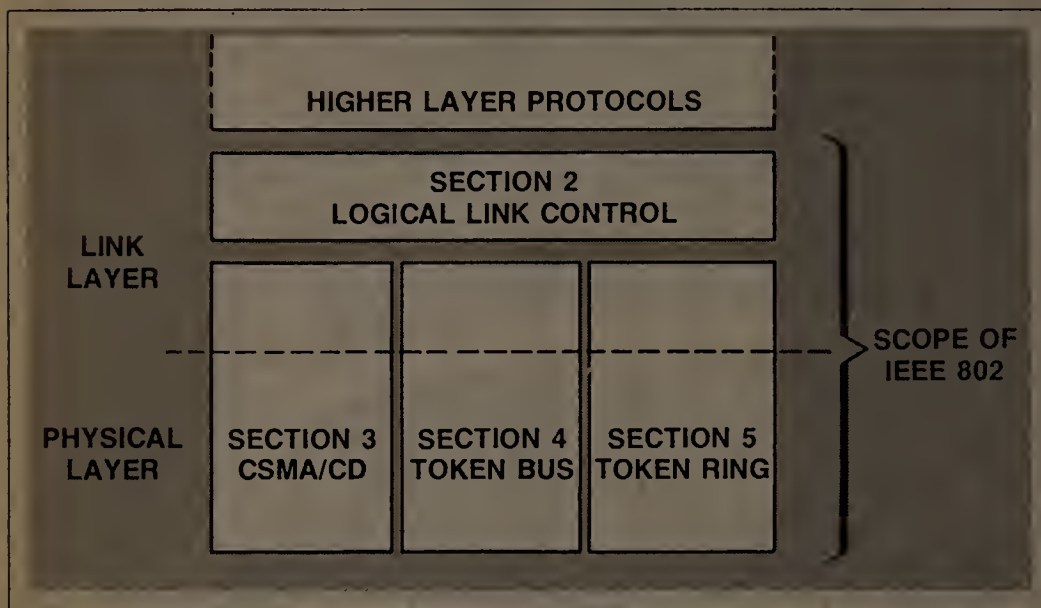 HIGHER LAYER PROTOCOLS
SECTION 2
LOGICAL LINK CONTROL
LINK
LAYER
SCOPE OF
IEEE 802
PHYSICAL
LAYER
SECTION 3
CSMA/CD
SECTION 4
TOKEN BUS
SECTION 5
TOKEN RING